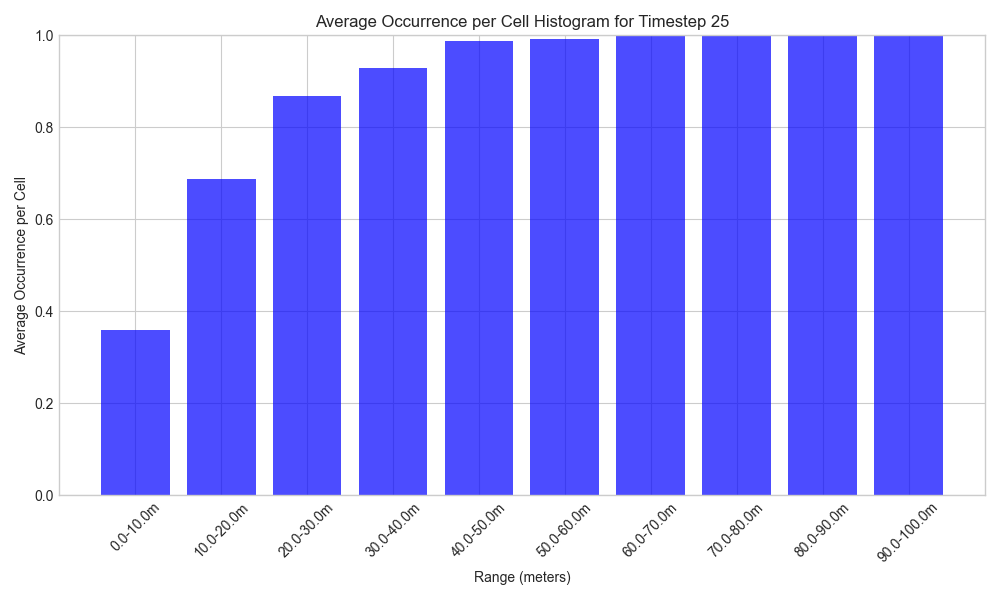 Average Occurrence per Cell Histogram for Timestep 25
1.0
0.8
0.6
0.4
0.2
0.0
Average Occurrence per Cell
0.0-10.0m
10.0-20.0m
20.0-30.0m
30.0-40.0m
40.0-50.0m
50.0-60.0m
60.0-70.0m
70.0-80.0m
80.0-90.0m
90.0-100.0m
Range (meters)